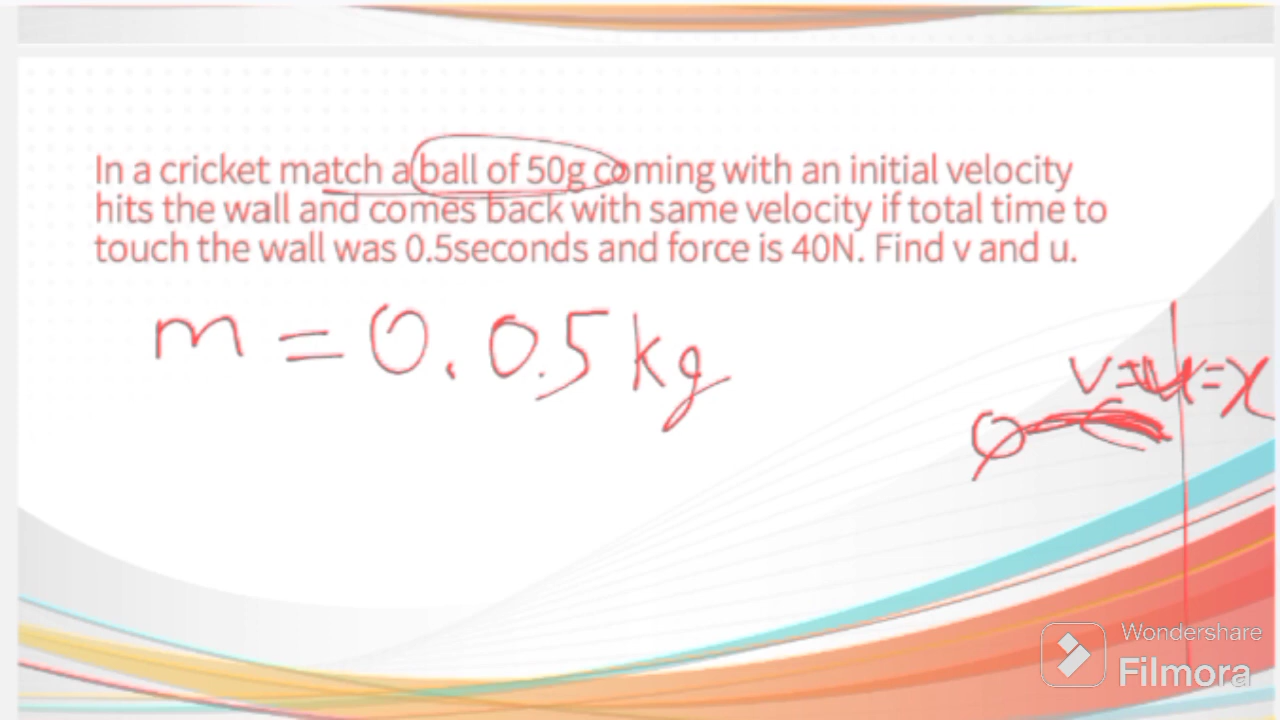 In a cricket match a ball of 50g coming with an initial velocity
hits the wall and comes back with same velocity if total time to
touch the wall was 0.5seconds and force is 40N. Find v and u.
m = 0.05kg
Wondershare
Filmora